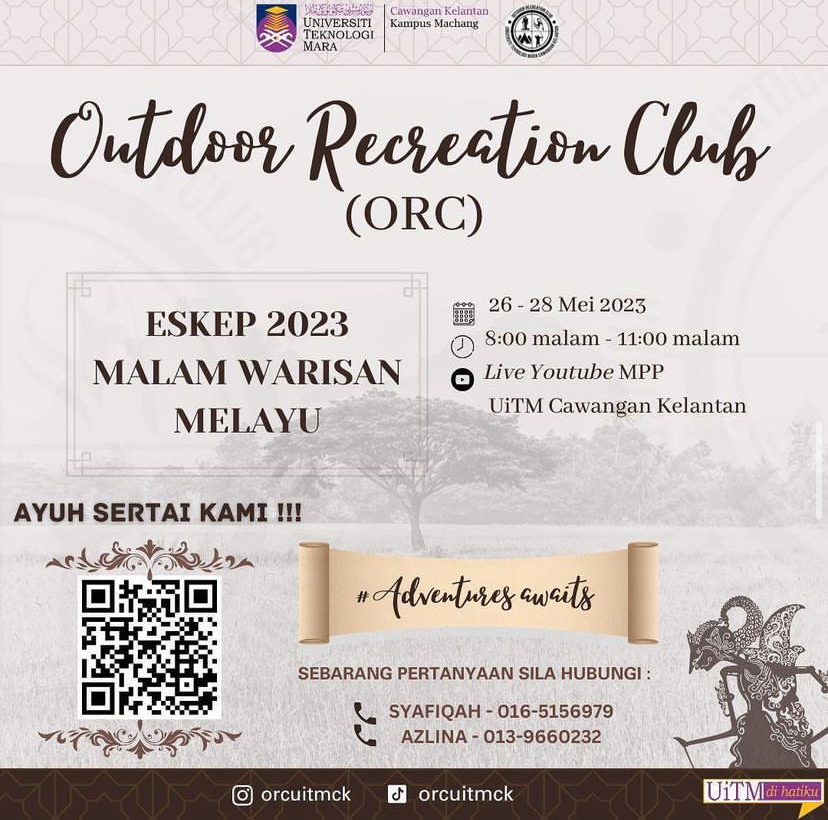 UNIVERSITI
TEKNOLOGI
MARA
Cawangan Kelantan
Kampus Machang
Outdoor Recreation Club
(ORC)
ESKEP 2023
MALAM WARISAN
MELAYU
26 - 28 Mei 2023
8:00 malam - 11:00 malam
Live Youtube MPP
UiTM Cawangan Kelantan
AYUH SERTAI KAMI !!!
#Adventures awaits
SEBARANG PERTANYAAN SILA HUBUNGI :
SYAFIQAH - 016-5156979
AZLINA - 013-9660232
orcuitmck
orcuitmck
UiTM di hatiku